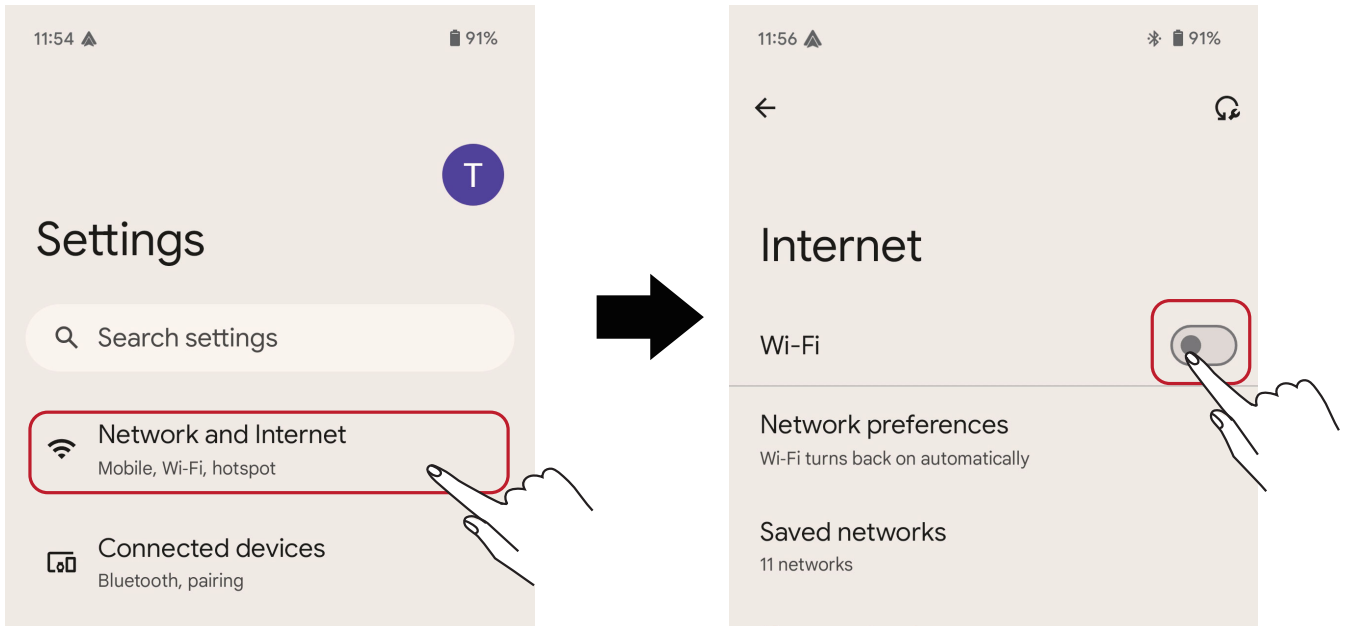 11:54
91%
T
Settings
Search settings
Network and Internet
Mobile, Wi-Fi, hotspot
Connected devices
Bluetooth, pairing
11:56
91%
Internet
Wi-Fi
Network preferences
Wi-Fi turns back on automatically
Saved networks
11 networks